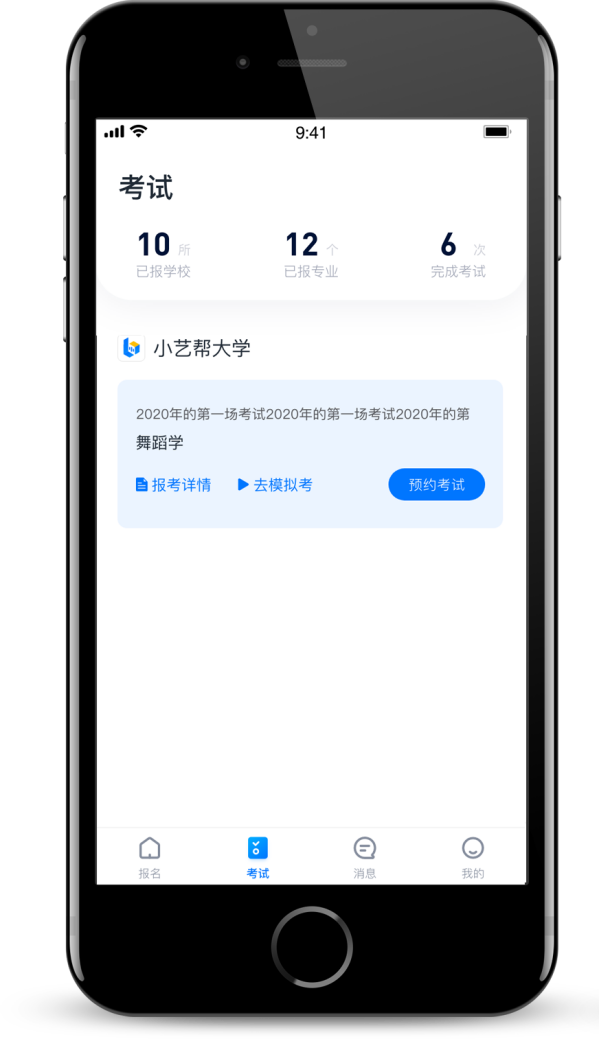 9:41
考试
10 所 12 个 6 次
已报学校 已报专业 完成考试
小艺帮大学
2020年的第一场考试2020年的第一场考试2020年的第
舞蹈学
报考详情 去模拟考 预约考试
报名 考试 消息 我的